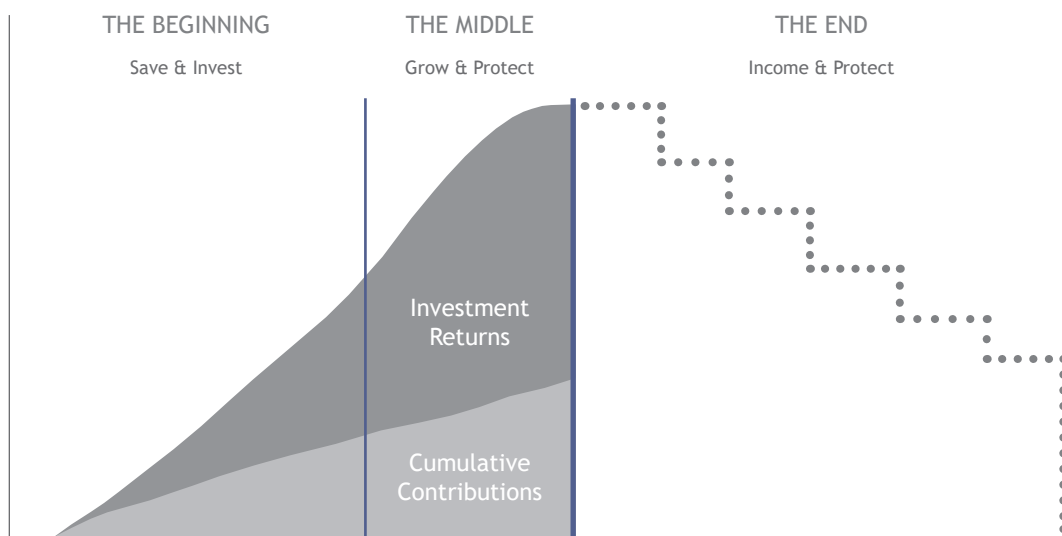 THE BEGINNING
Save & Invest
THE MIDDLE
Grow & Protect
THE END
Income & Protect
Investment
Returns
Cumulative
Contributions